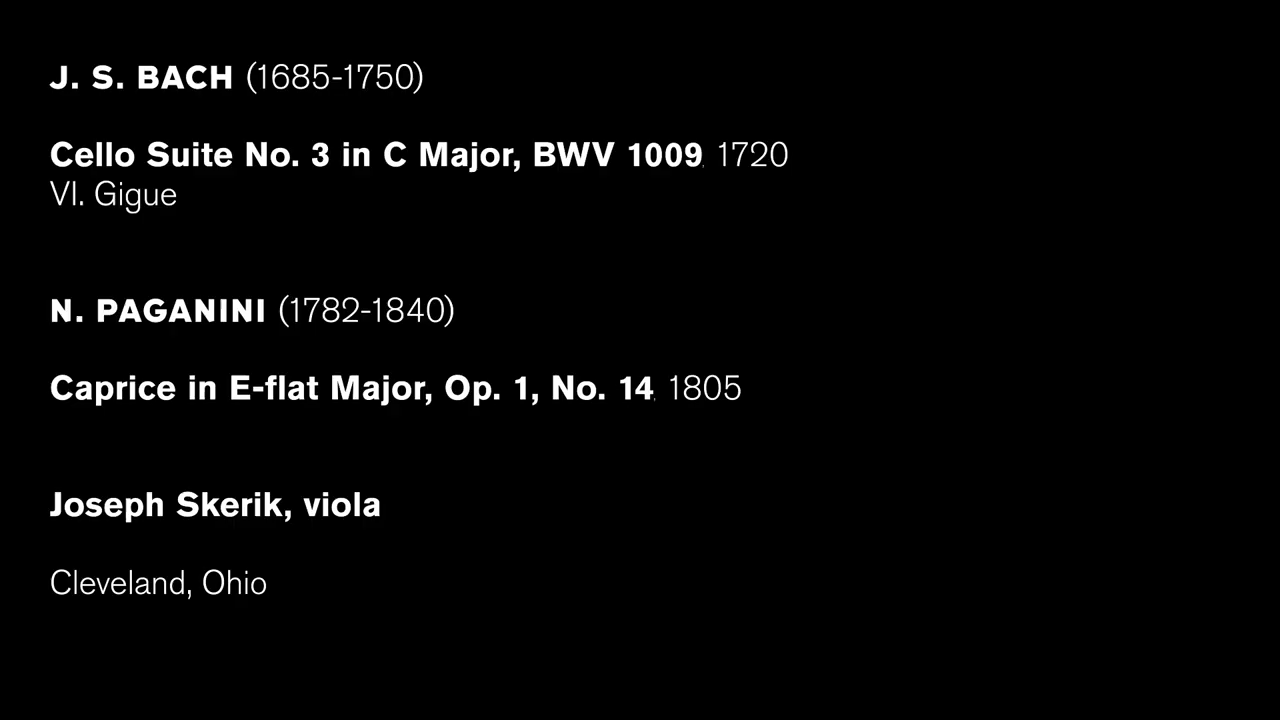 J. S. BACH (1685-1750)
Cello Suite No. 3 in C Major, BWV 1009, 1720
VI. Gigue
N. PAGANINI (1782-1840)
Caprice in E-flat Major, Op. 1, No. 14, 1805
Joseph Skerik, viola
Cleveland, Ohio